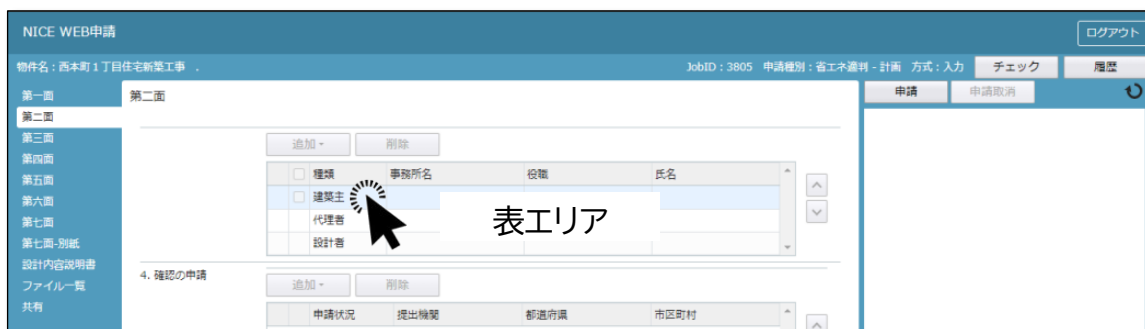 NICE WEB申請
ログアウト
物件名：西本町１丁目住宅新築工事 .
JobID：3805 申請種別：省エネ適判 - 計画 方式：入力
チェック
履歴
第一面
第二面
第三面
第四面
第五面
第六面
第七面
第七面-別紙
設計内容説明書
ファイル一覧
共有
第二面
追加
削除
種類 事務所名 役職 氏名
建築主
代理者
設計者
表エリア
4. 確認の申請
追加
削除
申請状況 提出機関 都道府県 市区町村
申請
申請取消